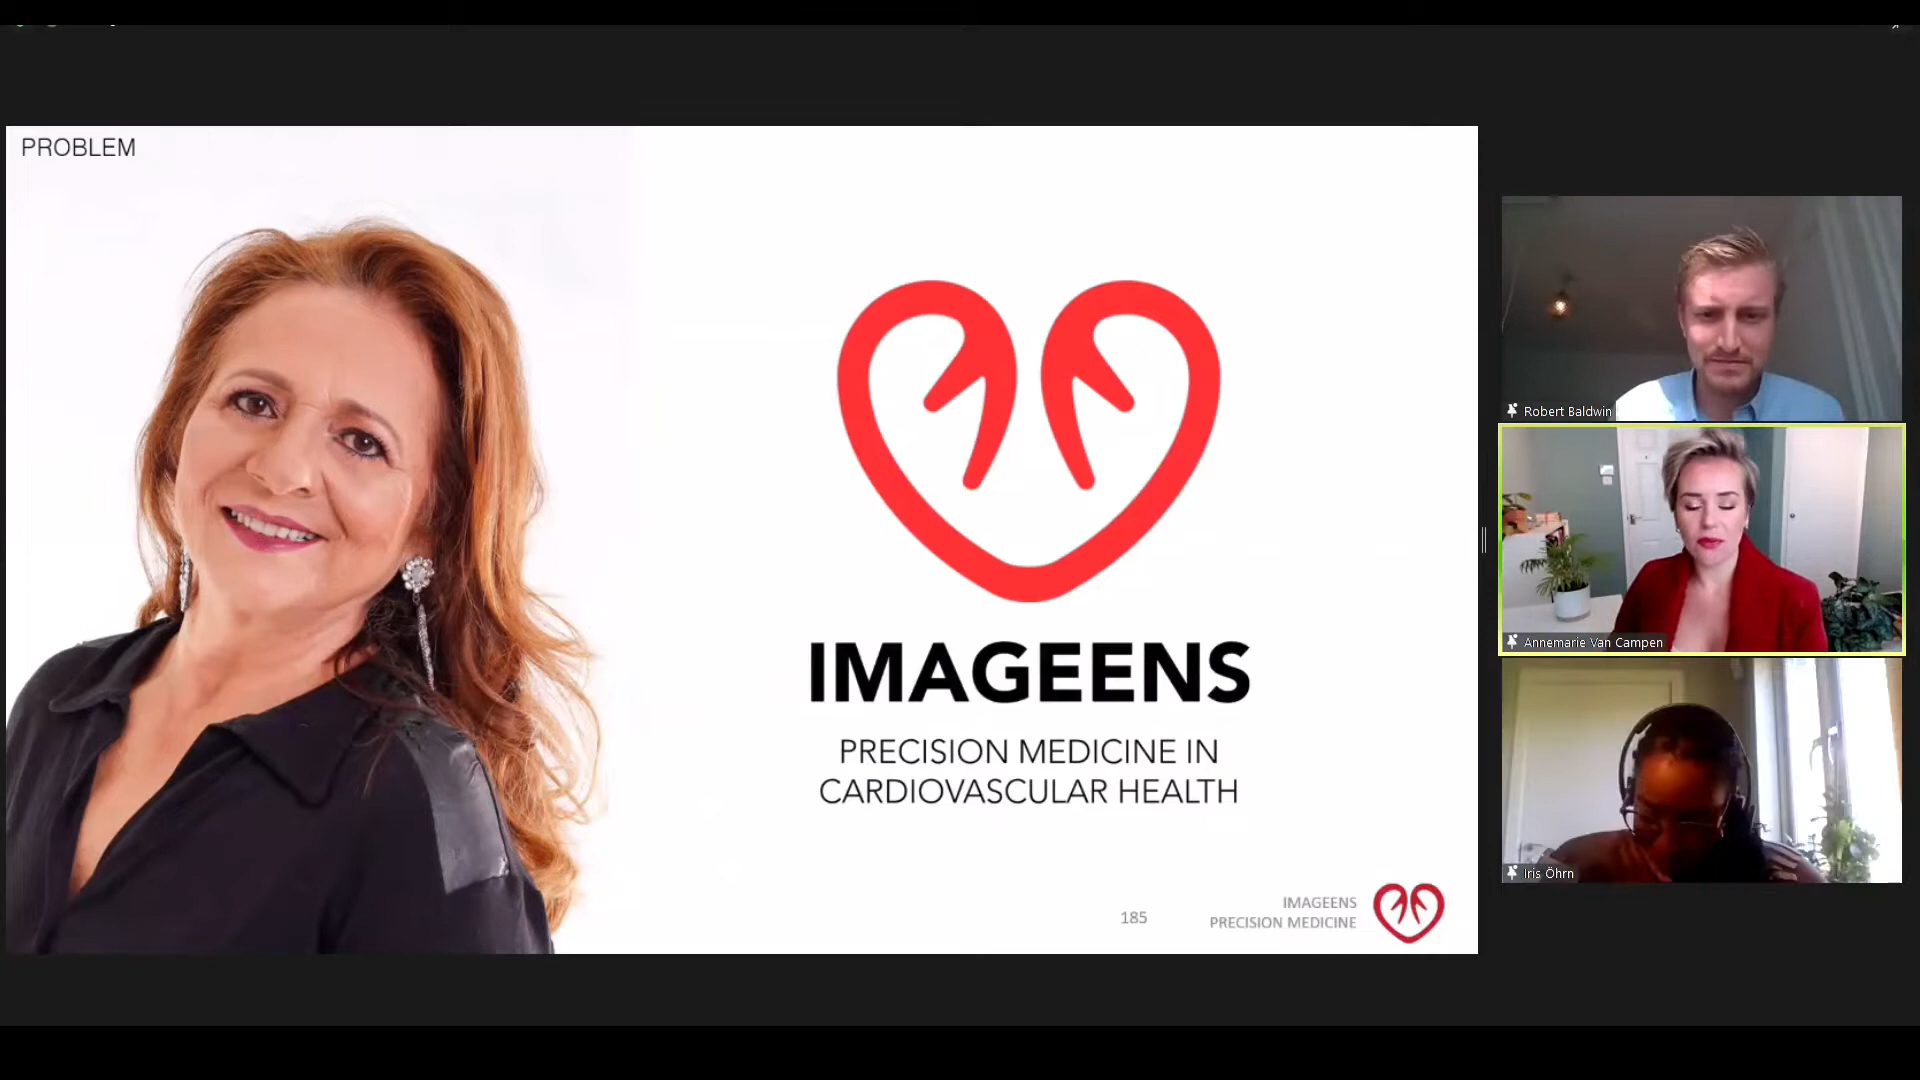 PROBLEM
IMAGEENS
PRECISION MEDICINE IN
CARDIOVASCULAR HEALTH
185
IMAGEENS
PRECISION MEDICINE
Robert Baldwin
Annemarie Van Campen
Iris Öhrn